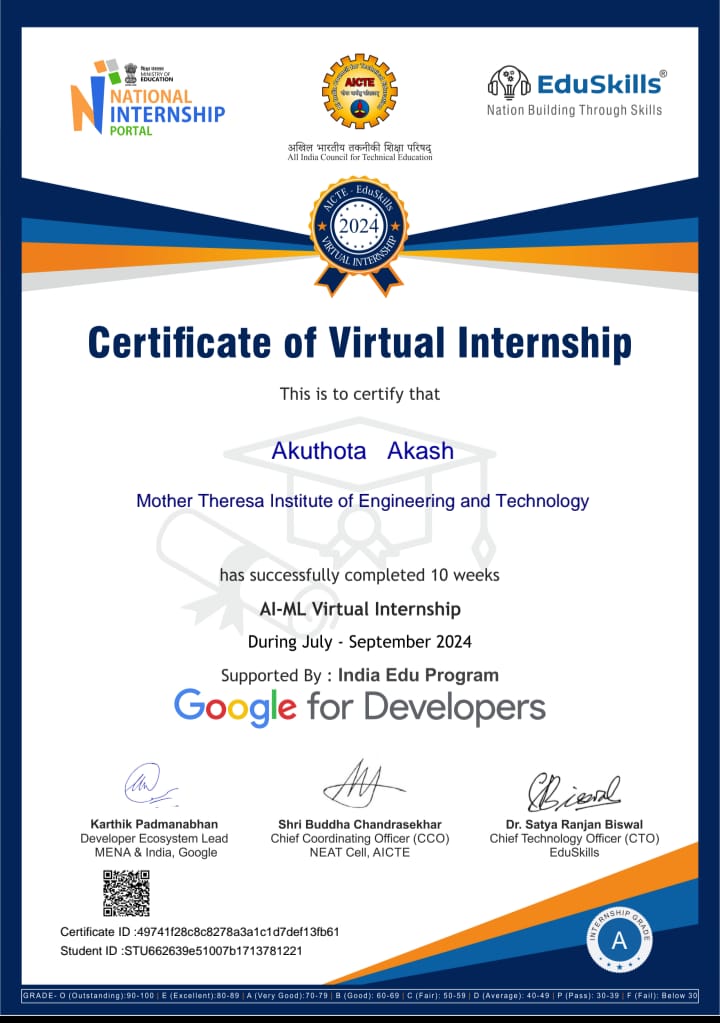 शिक्षा मंत्रालय
MINISTRY OF
EDUCATION
NATIONAL
INTERNSHIP
PORTAL
AICTE
अखिल भारतीय तकनीकी शिक्षा परिषद्
All India Council for Technical Education
EduSkills®
Nation Building Through Skills
AICTE - EduSkills
2024
VIRTUAL INTERNSHIP
Certificate of Virtual Internship
This is to certify that
Akuthota Akash
Mother Theresa Institute of Engineering and Technology
has successfully completed 10 weeks
AI-ML Virtual Internship
During July - September 2024
Supported By : India Edu Program
Google for Developers
Karthik Padmanabhan
Developer Ecosystem Lead
MENA & India, Google
Shri Buddha Chandrasekhar
Chief Coordinating Officer (CCO)
NEAT Cell, AICTE
Dr. Satya Ranjan Biswal
Chief Technology Officer (CTO)
EduSkills
Certificate ID :49741f28c8c8278a3a1c1d7def13fb61
Student ID :STU662639e51007b1713781221
INTERNSHIP GRADE
A
GRADE- O (Outstanding):90-100 | E (Excellent):80-89 | A (Very Good):70-79 | B (Good): 60-69 | C (Fair): 50-59 | D (Average): 40-49 | P (Pass): 30-39 | F (Fail): Below 30